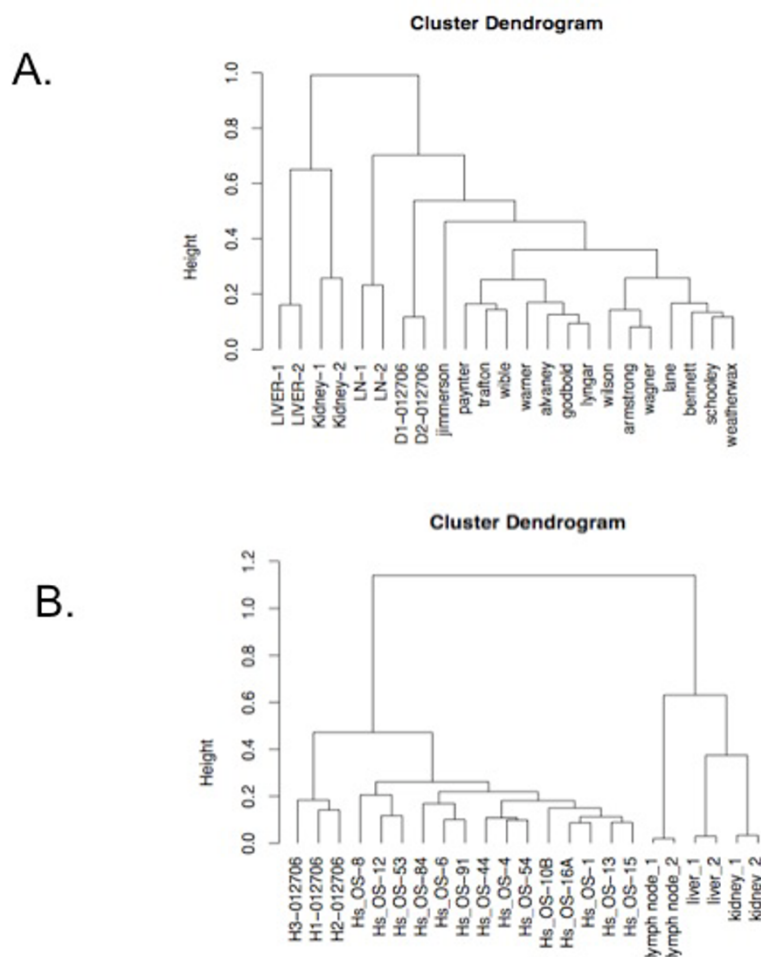 Cluster Dendrogram
A.
Height
0.0 0.2 0.4 0.6 0.8 1.0
LIVER-1
LIVER-2
Kidney-1
Kidney-2
LN-1
LN-2
D1-012706
D2-012706
jimmerson
paynter
trafton
wible
warner
alvaney
godbold
lyngar
wilson
armstrong
wagner
lane
bennett
schooley
weatherwax
Cluster Dendrogram
B.
Height
0.0 0.2 0.4 0.6 0.8 1.0 1.2
H3-012706
H1-012706
H2-012706
Hs_OS-8
Hs_OS-12
Hs_OS-53
Hs_OS-84
Hs_OS-6
Hs_OS-91
Hs_OS-44
Hs_OS-4
Hs_OS-54
Hs_OS-10B
Hs_OS-16A
Hs_OS-1
Hs_OS-13
Hs_OS-15
lymph node_1
lymph node_2
liver_1
liver_2
kidney_1
kidney_2